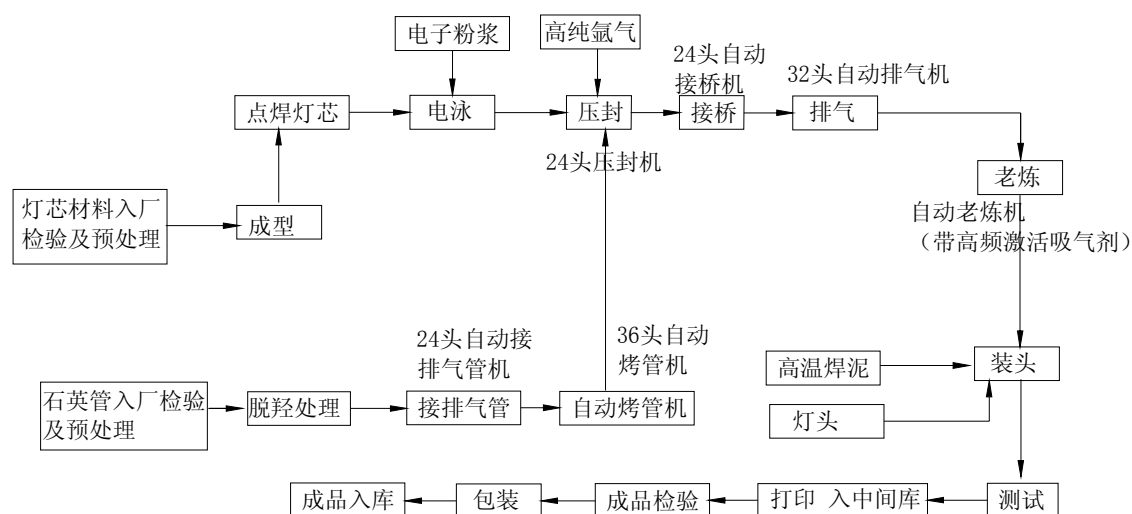 电子粉浆
高纯氩气
24头自动
接桥机
32头自动排气机
点焊灯芯
电泳
压封
接桥
排气
24头压封机
老炼
灯芯材料入厂
检验及预处理
成型
自动老炼机
（带高频激活吸气剂）
24头自动接
排气管机
36头自动
烤管机
高温焊泥
装头
石英管入厂检验
及预处理
脱羟处理
接排气管
自动烤管机
灯头
成品入库
包装
成品检验
打印 入中间库
测试